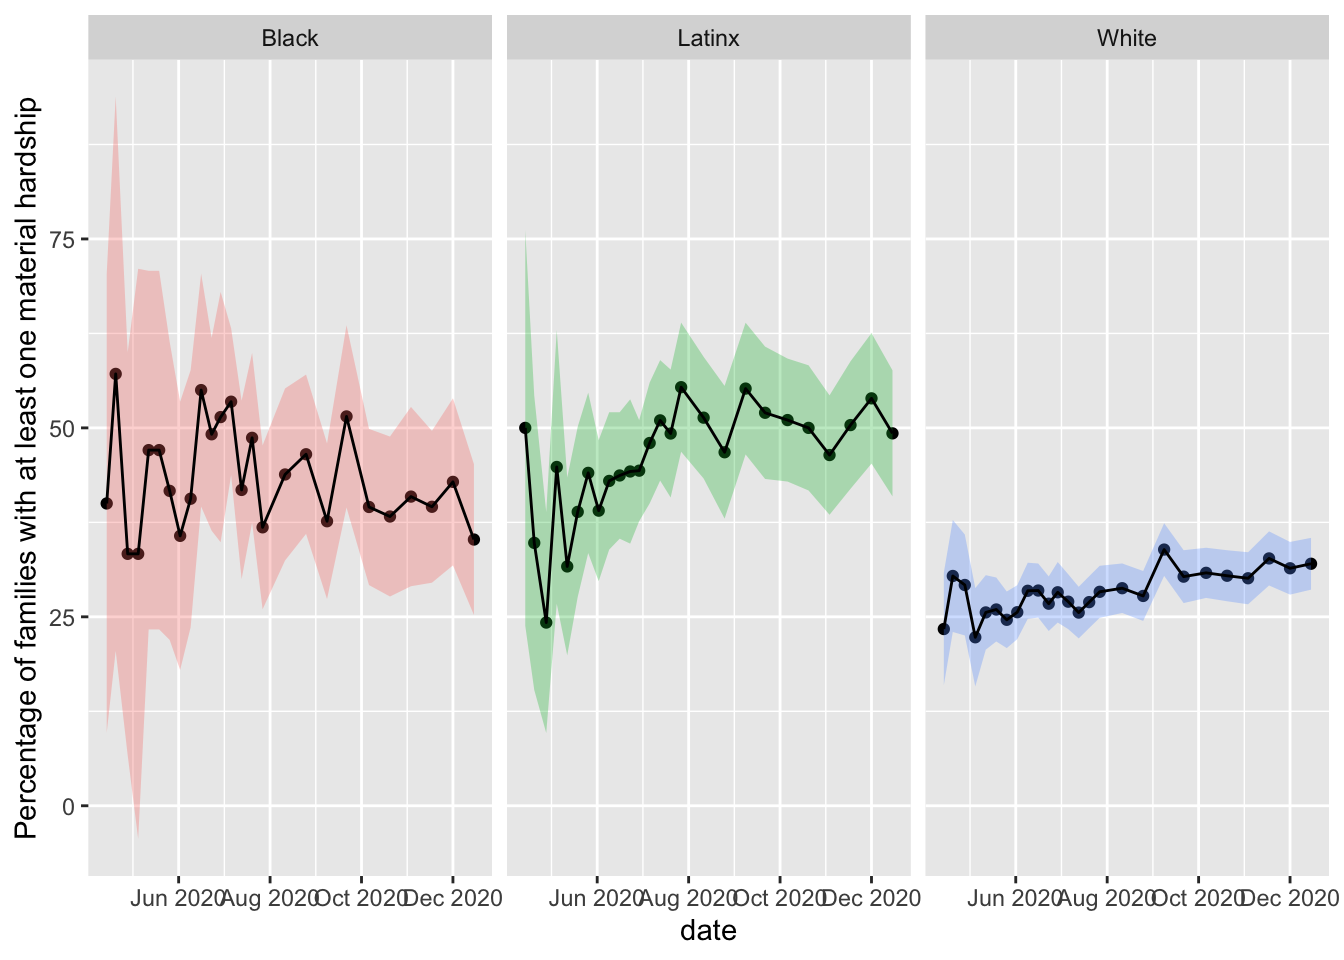 Black
Latinx
White
Percentage of families with at least one material hardship
75
50
25
0
Jun 2020 Aug 2020 Oct 2020 Dec 2020
Jun 2020 Aug 2020 Oct 2020 Dec 2020
Jun 2020 Aug 2020 Oct 2020 Dec 2020
date